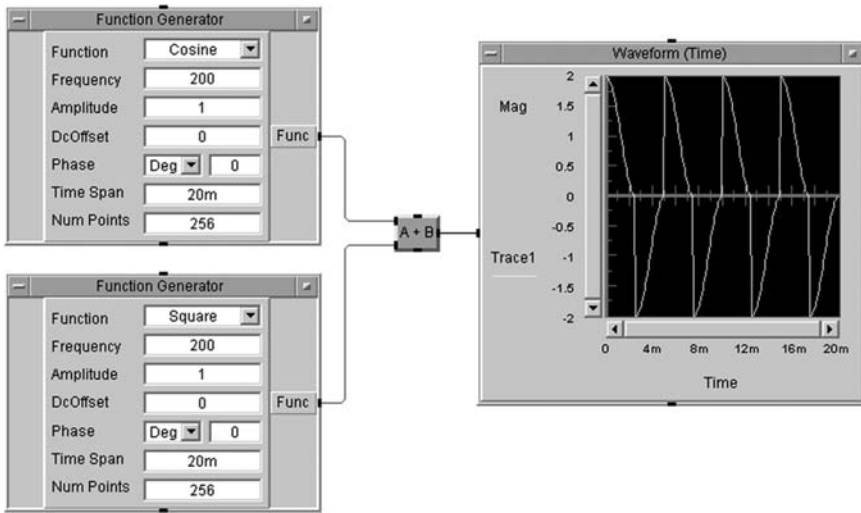 Function Generator
Function Cosine
Frequency 200
Amplitude 1
DcOffset 0
Func
Phase Deg 0
Time Span 20m
Num Points 256
Function Generator
Function Square
Frequency 200
Amplitude 1
DcOffset 0
Func
Phase Deg 0
Time Span 20m
Num Points 256
A + B
Waveform (Time)
Mag
Trace1
2
1.5
1
0.5
0
-0.5
-1
-1.5
-2
0 4m 8m 12m 16m 20m
Time